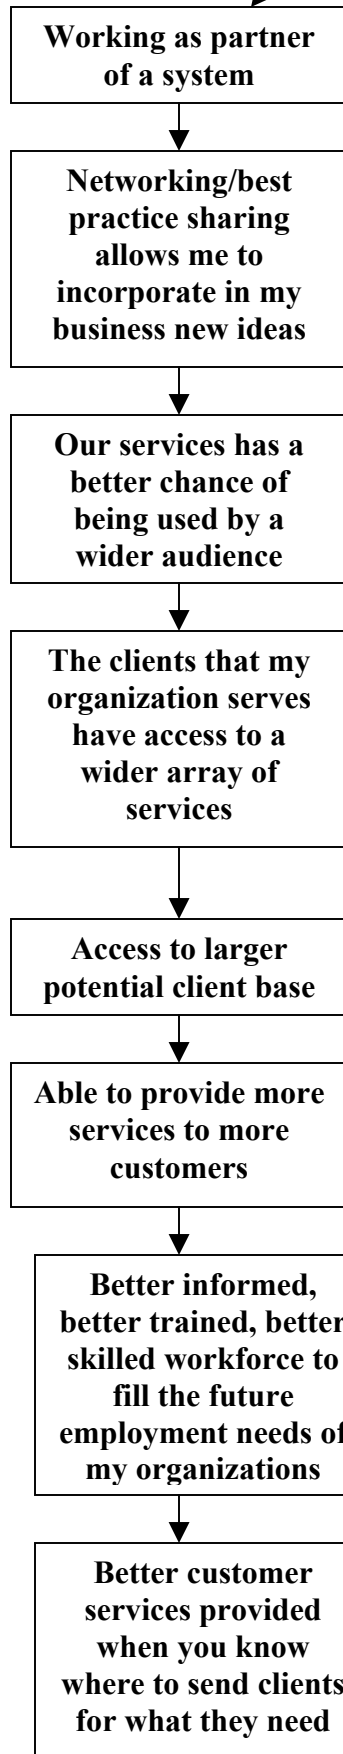 Working as partner
of a system
Networking/best
practice sharing
allows me to
incorporate in my
business new ideas
Our services has a
better chance of
being used by a
wider audience
The clients that my
organization serves
have access to a
wider array of
services
Access to larger
potential client base
Able to provide more
services to more
customers
Better informed,
better trained, better
skilled workforce to
fill the future
employment needs of
my organizations
Better customer
services provided
when you know
where to send clients
for what they need